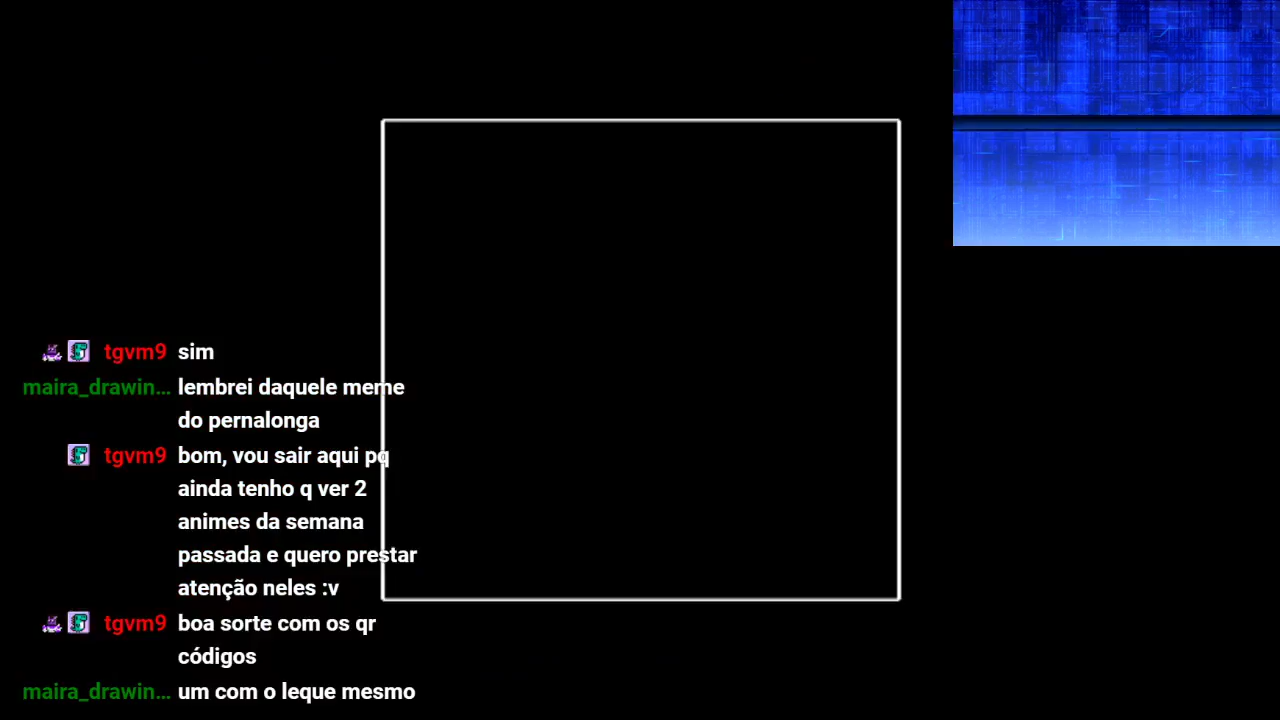 tgvm9 sim
maira_drawin... lembrei daquele meme
do pernalonga
tgvm9 bom, vou sair aqui pq
ainda tenho q ver 2
animes da semana
passada e quero prestar
atenção neles :v
tgvm9 boa sorte com os qr
códigos
maira_drawin... um com o leque mesmo